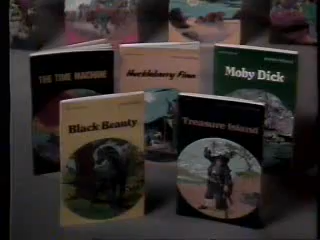 THE TIME MACHINE
Huckleberry Finn
Moby Dick
Black Beauty
Treasure Island